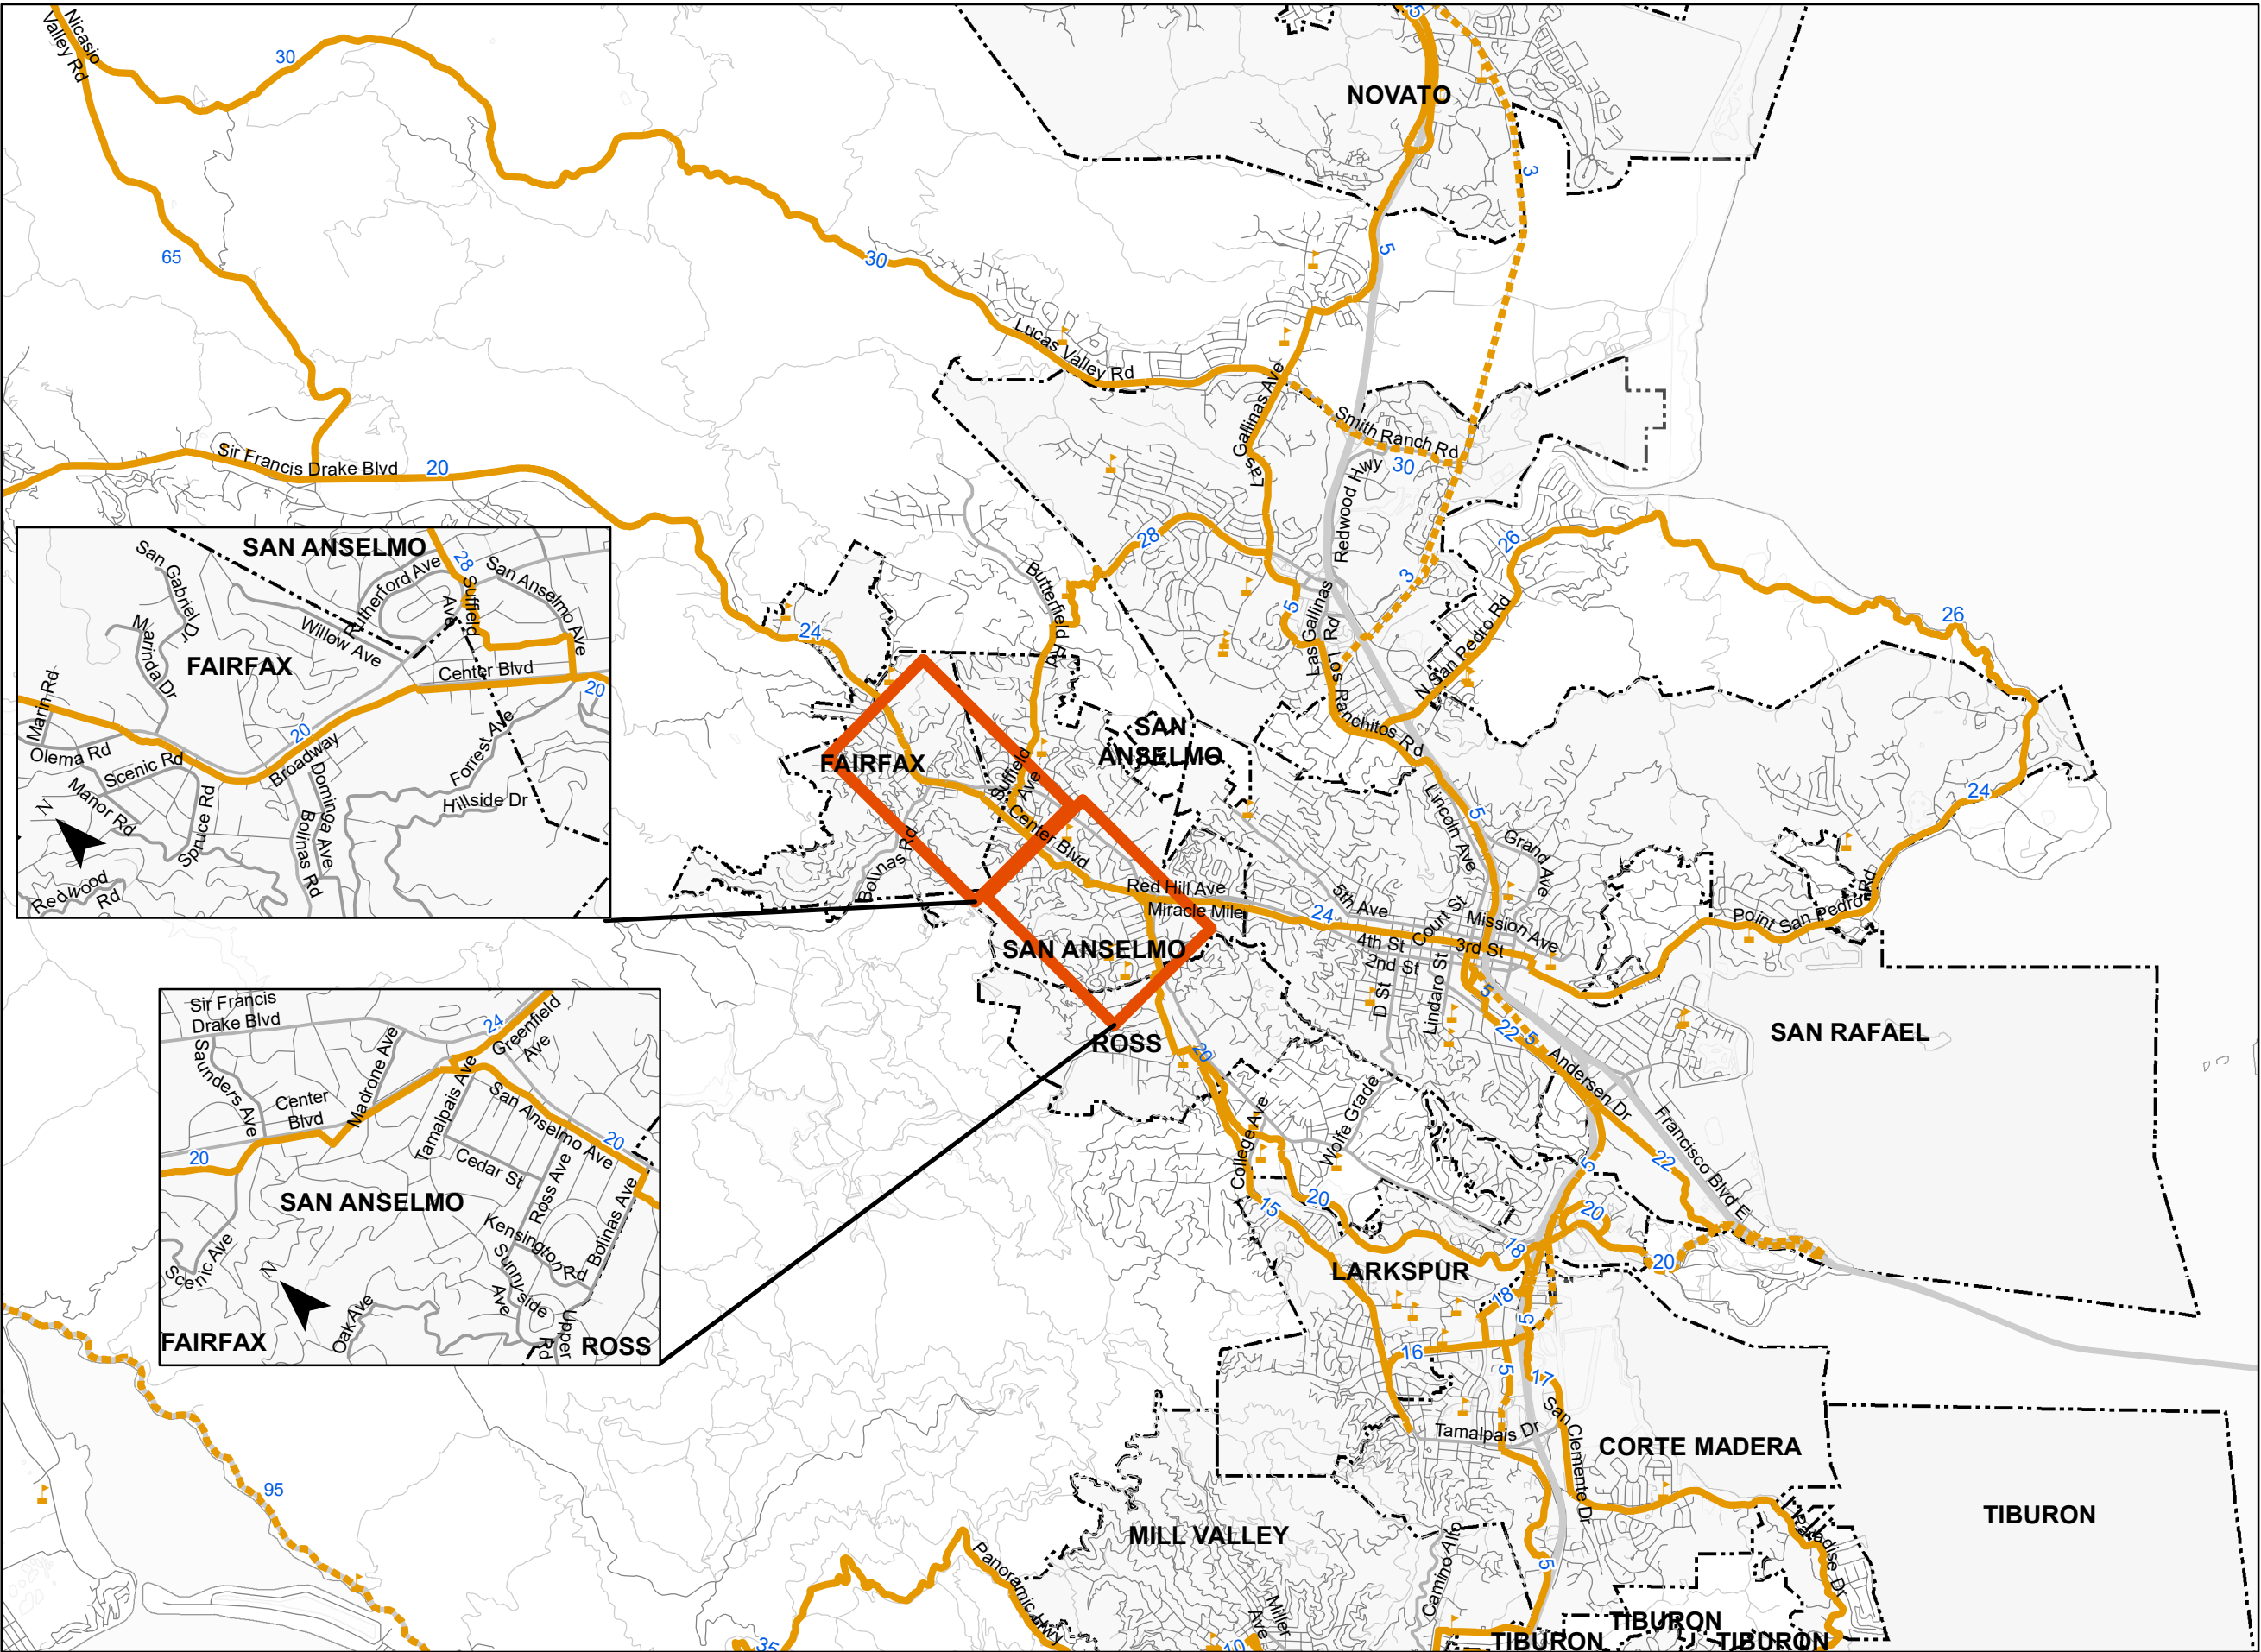 5
Nicasio
Valley Rd
30
NOVATO
3
65
30
5
Lucas Valley Rd
Las Gallinas Ave
Smith Ranch Rd
30
Redwood Hwy
Sir Francis Drake Blvd
20
28
26
3
5
Las Gallinas
Rd
Los Ranchitos Rd
N San Pedro Rd
26
Butterfield Rd
24
SAN ANSELMO
28
San Gabriel Dr
Rutherford Ave
Suffield
Ave
San Anselmo Ave
Marinda Dr
Willow Ave
FAIRFAX
Center Blvd
20
Marin Rd
20
Olema Rd
Scenic Rd
Broadway
Forrest Ave
Manor Rd
N
Spruce Rd
Dominga Ave
Bolinas Rd
Hillside Dr
Redwood
Rd
SAN
ANSELMO
FAIRFAX
Suffield
Ave
Center Blvd
Bolinas Rd
Red Hill Ave
Miracle Mile
24
5th Ave
Court St
Mission Ave
4th St
3rd St
2nd St
D St
Lindaro St
Lincoln Ave
5
Grand Ave
24
Point San Pedro Rd
SAN ANSELMO
ROSS
SAN RAFAEL
5
22
5
Andersen Dr
Sir Francis
Drake Blvd
24
Greenfield
Ave
Saunders Ave
Center
Blvd
Madrone Ave
Tamalpais Ave
San Anselmo Ave
20
20
Cedar St
Ross Ave
SAN ANSELMO
Bolinas Ave
Kensington Rd
Scenic Ave
Sunnyside
Ave
N
Oak Ave
Upper
Rd
FAIRFAX
ROSS
20
College Ave
Wolfe Grade
Francisco Blvd E
22
5
15
20
20
18
20
LARKSPUR
18
5
16
5
17
San Clemente Dr
Tamalpais Dr
CORTE MADERA
95
MILL VALLEY
TIBURON
Paradise Dr
Panoramic Hwy
Camino Alto
5
Miller
Ave
35
10
TIBURON
TIBURON
TIBURON